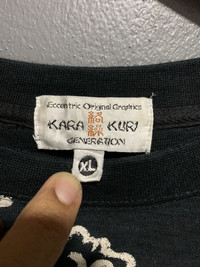 Eccentric Original Graphics
KARA KURI
GENERATION
XL